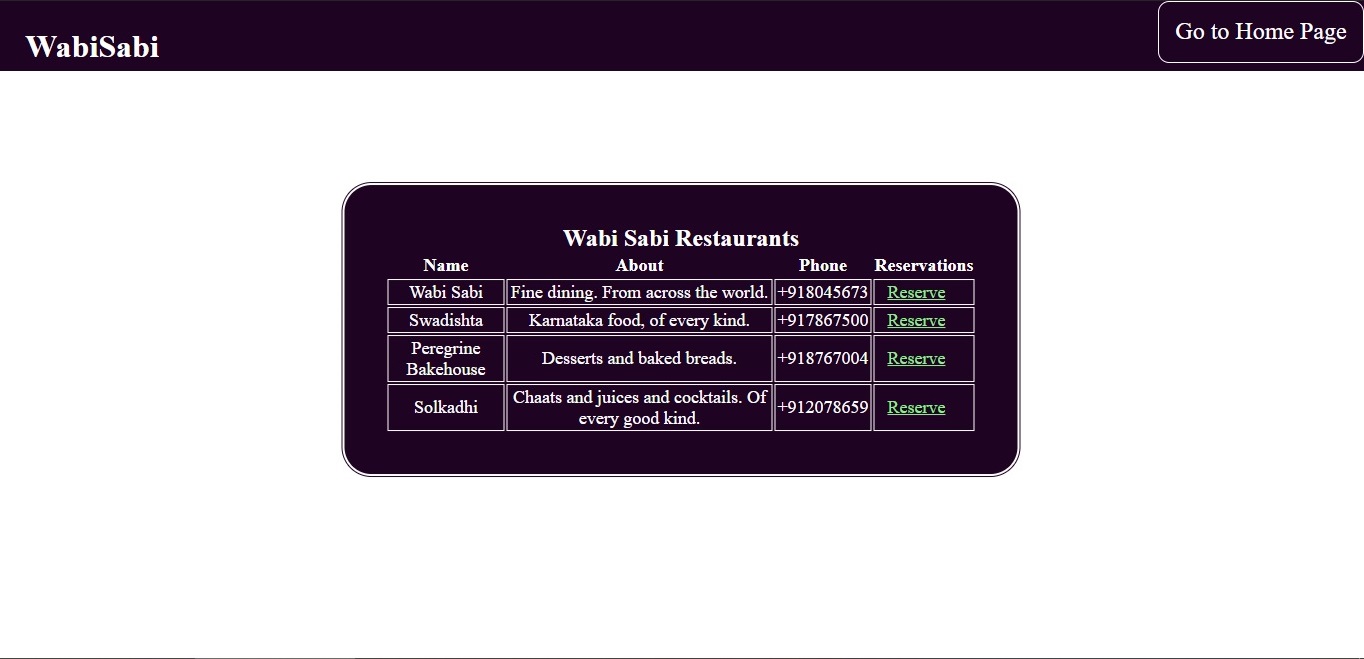 WabiSabi
Go to Home Page
Wabi Sabi Restaurants
Name About Phone Reservations
Wabi Sabi Fine dining. From across the world. +918045673 Reserve
Swadishta Karnataka food, of every kind. +917867500 Reserve
Peregrine
Bakehouse
Desserts and baked breads. +918767004 Reserve
Solkadhi
Chaats and juices and cocktails. Of
every good kind.
+912078659 Reserve